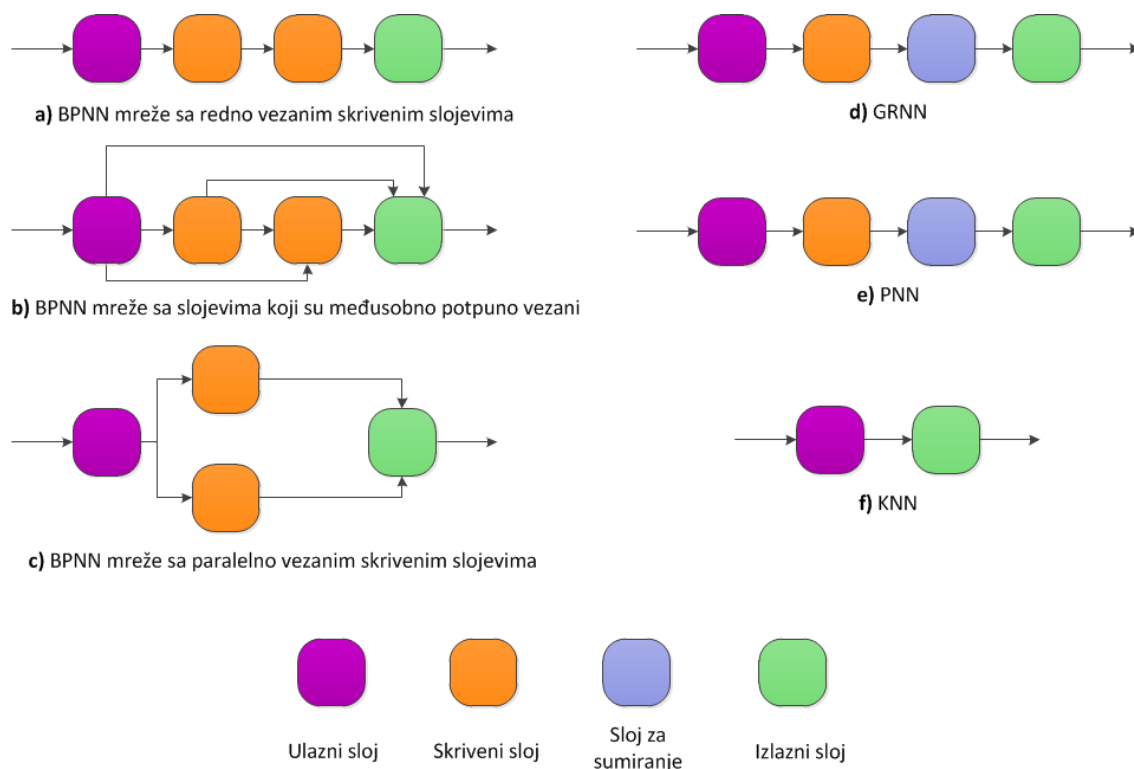 a) BPNN mreže sa redno vezanim skrivenim slojevima
b) BPNN mreže sa slojevima koji su međusobno potpuno vezani
c) BPNN mreže sa paralelno vezanim skrivenim slojevima
d) GRNN
e) PNN
f) KNN
Ulazni sloj
Skriveni sloj
Sloj za
sumiranje
Izlazni sloj